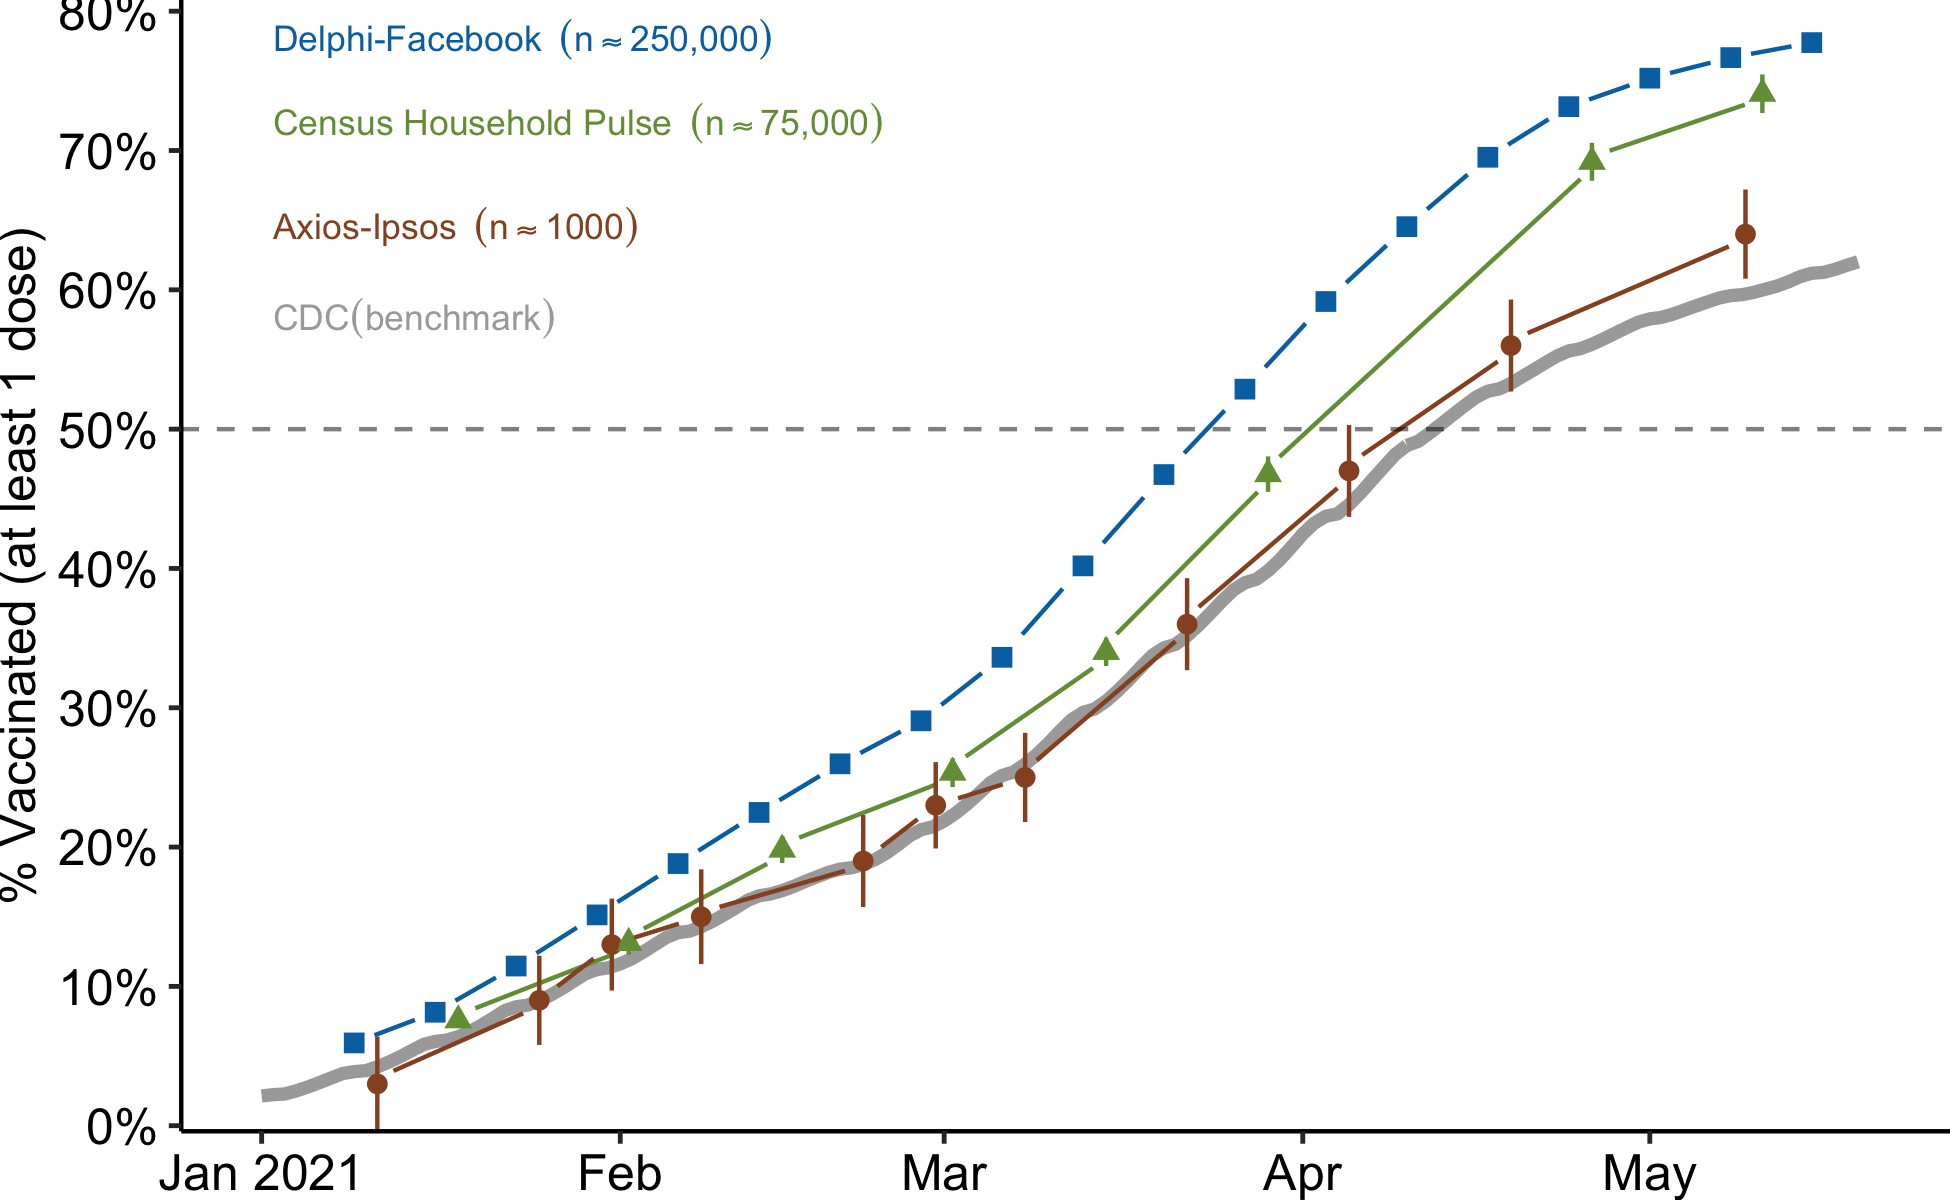 80%
70%
60%
50%
40%
30%
20%
10%
0%
% Vaccinated (at least 1 dose)
Delphi-Facebook (n ≈ 250,000)
Census Household Pulse (n ≈ 75,000)
Axios-Ipsos (n ≈ 1000)
CDC(benchmark)
Jan 2021 Feb Mar Apr May